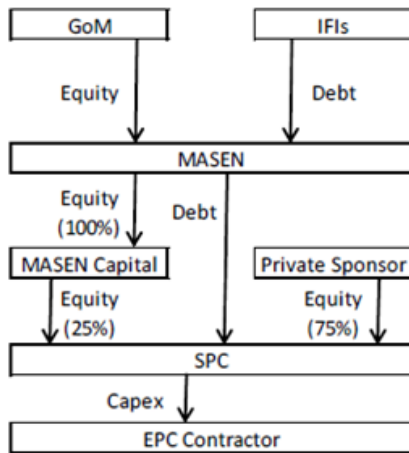 GoM
IFIs
Equity
Debt
MASEN
Equity
(100%)
Debt
MASEN Capital
Private Sponsor
Equity
(25%)
Equity
(75%)
SPC
Capex
EPC Contractor